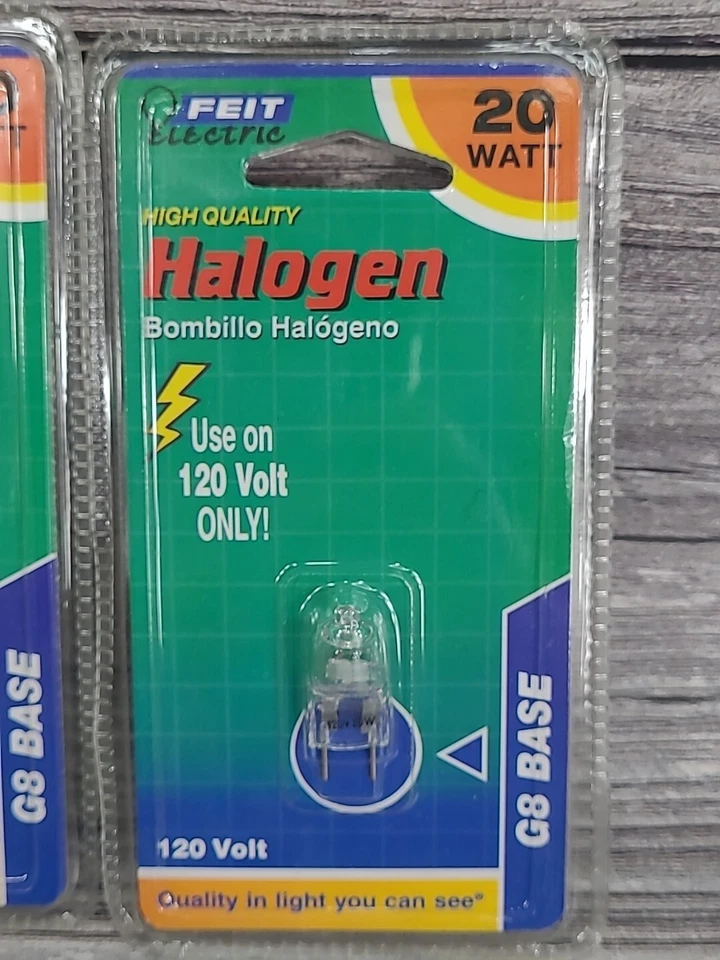 FEIT
ELECTRIC
20
WATT
HIGH QUALITY
Halogen
Bombillo Halógeno
Use on
120 Volt
ONLY!
G8 BASE
120 Volt
Quality in light you can see®
G8 BASE